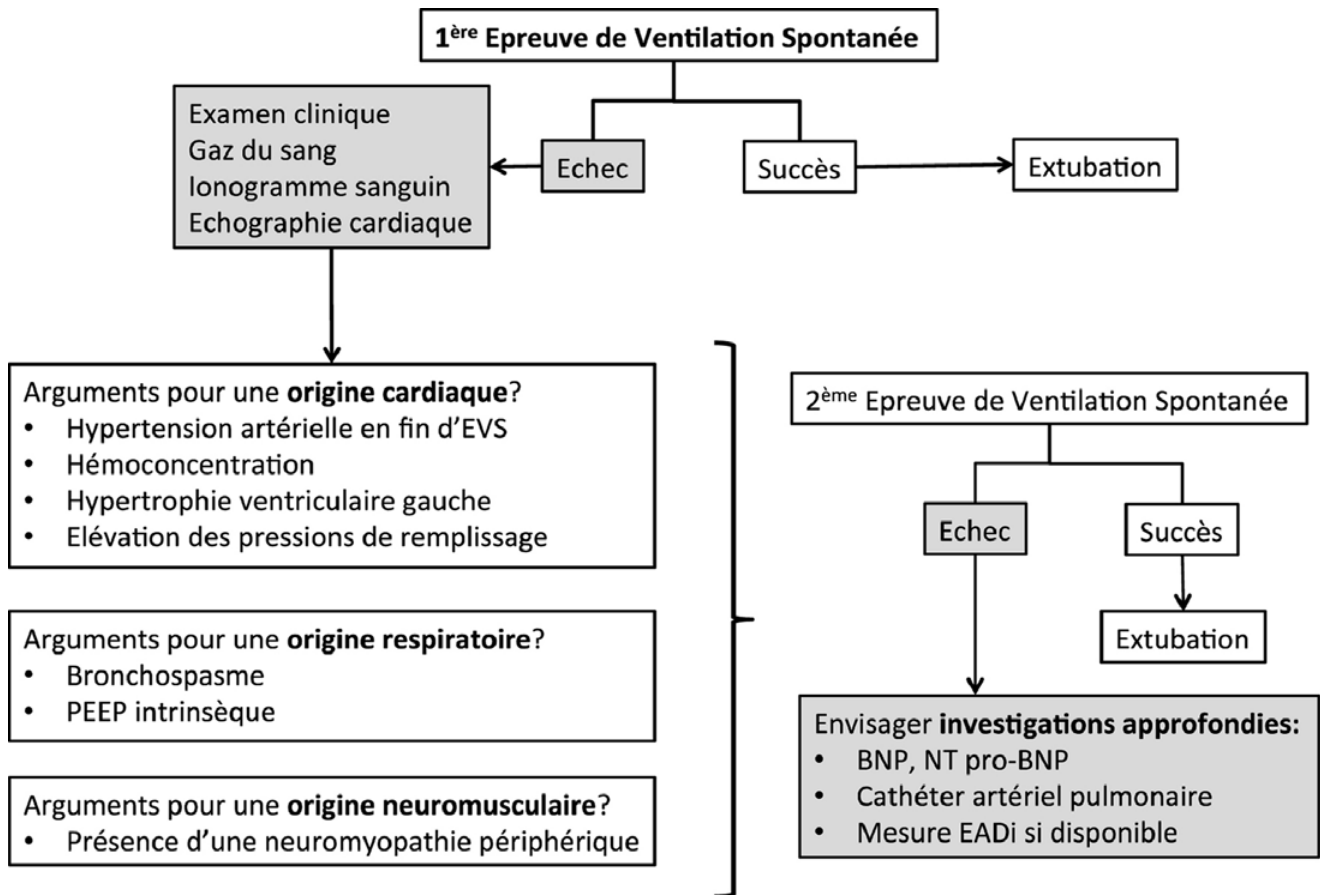 1ère Epreuve de Ventilation Spontanée
Examen clinique
Gaz du sang
Ionogramme sanguin
Echographie cardiaque
Echec
Succès
Extubation
Arguments pour une origine cardiaque?
• Hypertension artérielle en fin d’EVS
• Hémoconcentration
• Hypertrophie ventriculaire gauche
• Elévation des pressions de remplissage
Arguments pour une origine respiratoire?
• Bronchospasme
• PEEP intrinsèque
Arguments pour une origine neuromusculaire?
• Présence d’une neuromyopathie périphérique
2ème Epreuve de Ventilation Spontanée
Echec
Succès
Extubation
Envisager investigations approfondies:
• BNP, NT pro-BNP
• Cathéter artériel pulmonaire
• Mesure EADi si disponible